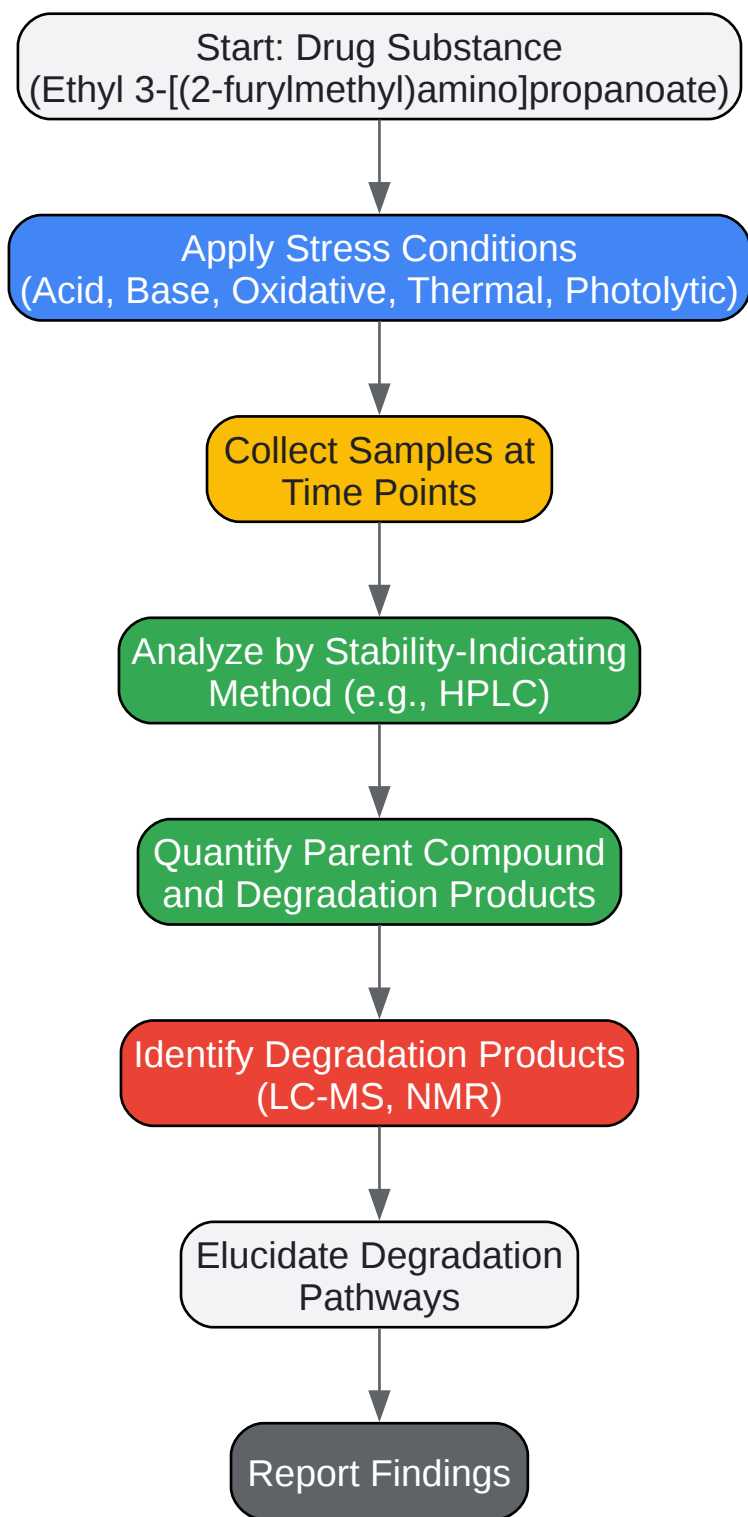 Start: Drug Substance
(Ethyl 3-[(2-furylmethyl)amino]propanoate)
Apply Stress Conditions
(Acid, Base, Oxidative, Thermal, Photolytic)
Collect Samples at
Time Points
Analyze by Stability-Indicating
Method (e.g., HPLC)
Quantify Parent Compound
and Degradation Products
Identify Degradation Products
(LC-MS, NMR)
Elucidate Degradation
Pathways
Report Findings